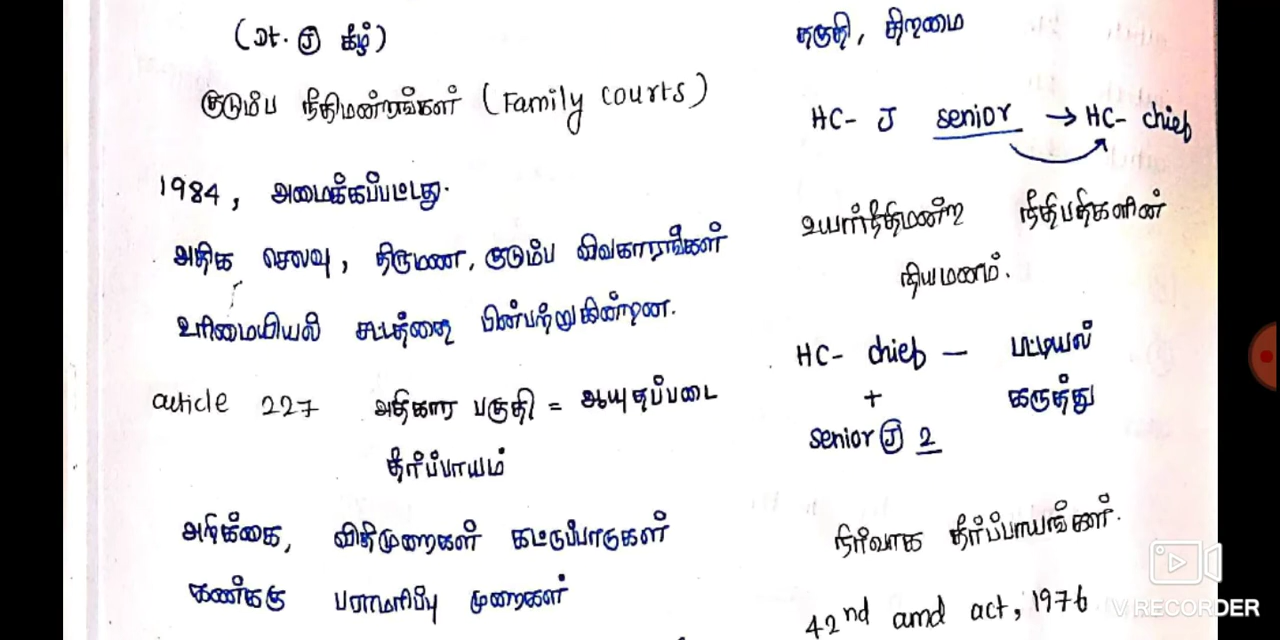 (Dt. J கீழ்)
குடும்ப நீதிமன்றங்கள் (Family courts)
1984, அமைக்கப்பட்டது.
அதிக செலவு, திருமண, குடும்ப விவகாரங்கள்
உரிமையியல் சட்டத்தை பின்பற்றுகின்றன.
article 227 அதிகார பகுதி = ஆயுதப்படை
தீர்ப்பாயம்
அறிக்கை, விதிமுறைகள் கட்டுப்பாடுகள்
கணக்கு பராமரிப்பு முறைகள்
தகுதி, திறமை
HC- J senior → HC- chief
உயர்நீதிமன்ற நீதிபதிகளின்
நியமனம்.
HC- chief — பட்டியல்
+ கருத்து
senior J 2
நிர்வாக தீர்ப்பாயங்கள்.
42nd amd act, 1976
V RECORDER